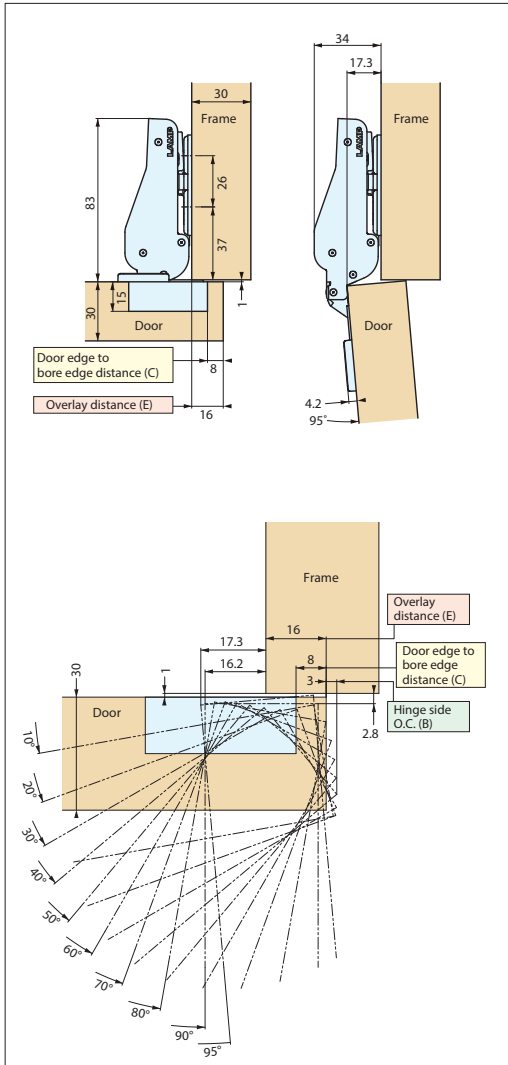 34
17.3
30
Frame
Frame
LAMP
83
26
37
15
30
1
Door
Door
Door edge to
bore edge distance (C)
8
Overlay distance (E)
16
4.2
95°
Frame
Overlay
distance (E)
16
17.3
Door edge to
bore edge
distance (C)
8
16.2
1
3
30
Hinge side
O.C. (B)
Door
2.8
10°
20°
30°
40°
50°
60°
70°
80°
90°
95°